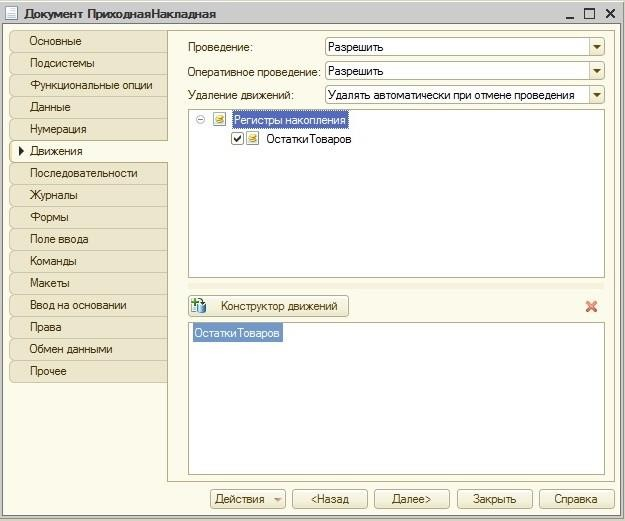 Документ ПриходнаяНакладная
Основные
Подсистемы
Функциональные опции
Данные
Нумерация
Движения
Последовательности
Журналы
Формы
Поле ввода
Команды
Макеты
Ввод на основании
Права
Обмен данными
Прочее
Проведение: Разрешить
Оперативное проведение: Разрешить
Удаление движений: Удалять автоматически при отмене проведения
Регистры накопления
ОстаткиТоваров
Конструктор движений
ОстаткиТоваров
Действия <Назад Далее> Закрыть Справка